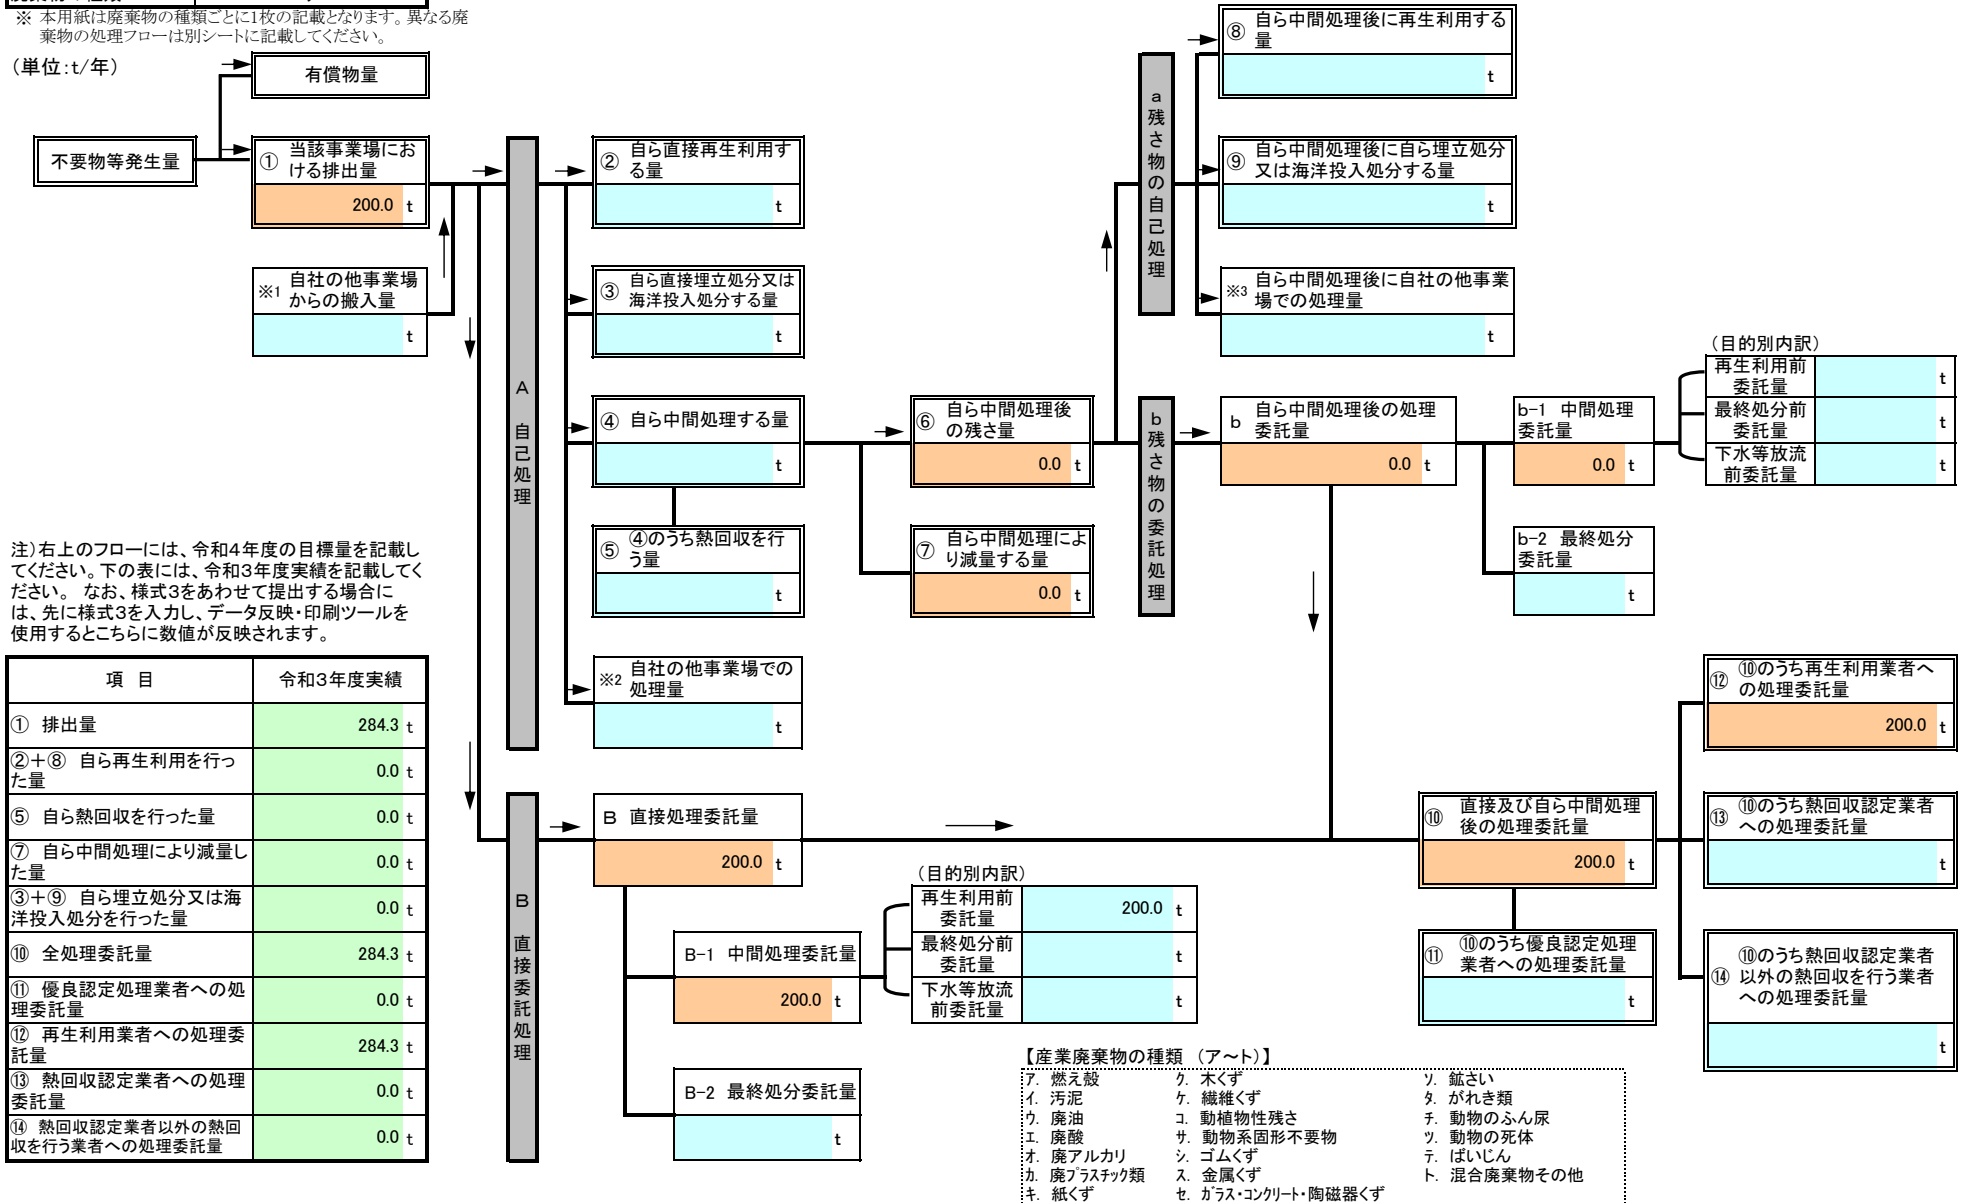 ※ 本用紙は廃棄物の種類ごとに1枚の記載となります。異なる廃
棄物の処理フローは別シートに記載してください。
（単位:t/年）
有償物量
不要物等発生量
① 当該事業場にお
ける排出量
200.0 t
※1 自社の他事業場
からの搬入量
t
A 自己処理
② 自ら直接再生利用す
る量
t
③ 自ら直接埋立処分又は
海洋投入処分する量
t
④ 自ら中間処理する量
t
⑤ ④のうち熱回収を行
う量
t
※2 自社の他事業場での
処理量
t
⑥ 自ら中間処理後
の残さ量
0.0 t
⑦ 自ら中間処理によ
り減量する量
0.0 t
a 残さ物の自己処理
⑧ 自ら中間処理後に再生利用する
量
t
⑨ 自ら中間処理後に自ら埋立処分
又は海洋投入処分する量
t
※3 自ら中間処理後に自社の他事業
場での処理量
t
b 残さ物の委託処理
b 自ら中間処理後の処理
委託量
0.0 t
b-1 中間処理
委託量
0.0 t
（目的別内訳）
再生利用前
委託量
t
最終処分前
委託量
t
下水等放流
前委託量
t
b-2 最終処分
委託量
t
注）右上のフローには、令和4年度の目標量を記載し
てください。下の表には、令和3年度実績を記載してく
ださい。 なお、様式3をあわせて提出する場合に
は、先に様式3を入力し、データ反映・印刷ツールを
使用するとこちらに数値が反映されます。
項 目 令和3年度実績
① 排出量 284.3 t
②＋⑧ 自ら再生利用を行っ
た量 0.0 t
⑤ 自ら熱回収を行った量 0.0 t
⑦ 自ら中間処理により減量し
た量 0.0 t
③＋⑨ 自ら埋立処分又は海
洋投入処分を行った量 0.0 t
⑩ 全処理委託量 284.3 t
⑪ 優良認定処理業者への処
理委託量 0.0 t
⑫ 再生利用業者への処理委
託量 284.3 t
⑬ 熱回収認定業者への処理
委託量 0.0 t
⑭ 熱回収認定業者以外の熱回
収を行う業者への処理委託量 0.0 t
B 直接委託処理
B 直接処理委託量
200.0 t
B-1 中間処理委託量
200.0 t
（目的別内訳）
再生利用前
委託量
200.0 t
最終処分前
委託量
t
下水等放流
前委託量
t
B-2 最終処分委託量
t
⑩ 直接及び自ら中間処理
後の処理委託量
200.0 t
⑪ ⑩のうち優良認定処理
業者への処理委託量
t
⑫ ⑩のうち再生利用業者へ
の処理委託量
200.0 t
⑬ ⑩のうち熱回収認定業者
への処理委託量
t
⑭ ⑩のうち熱回収認定業者
以外の熱回収を行う業者
への処理委託量
t
【産業廃棄物の種類 （ア～ト）】
ア. 燃え殻 ク. 木くず ソ. 鉱さい
イ. 汚泥 ケ. 繊維くず タ. がれき類
ウ. 廃油 コ. 動植物性残さ チ. 動物のふん尿
エ. 廃酸 サ. 動物系固形不要物 ツ. 動物の死体
オ. 廃アルカリ シ. ゴムくず テ. ばいじん
カ. 廃プラスチック類 ス. 金属くず ト. 混合廃棄物その他
キ. 紙くず セ. ガラス・コンクリート・陶磁器くず